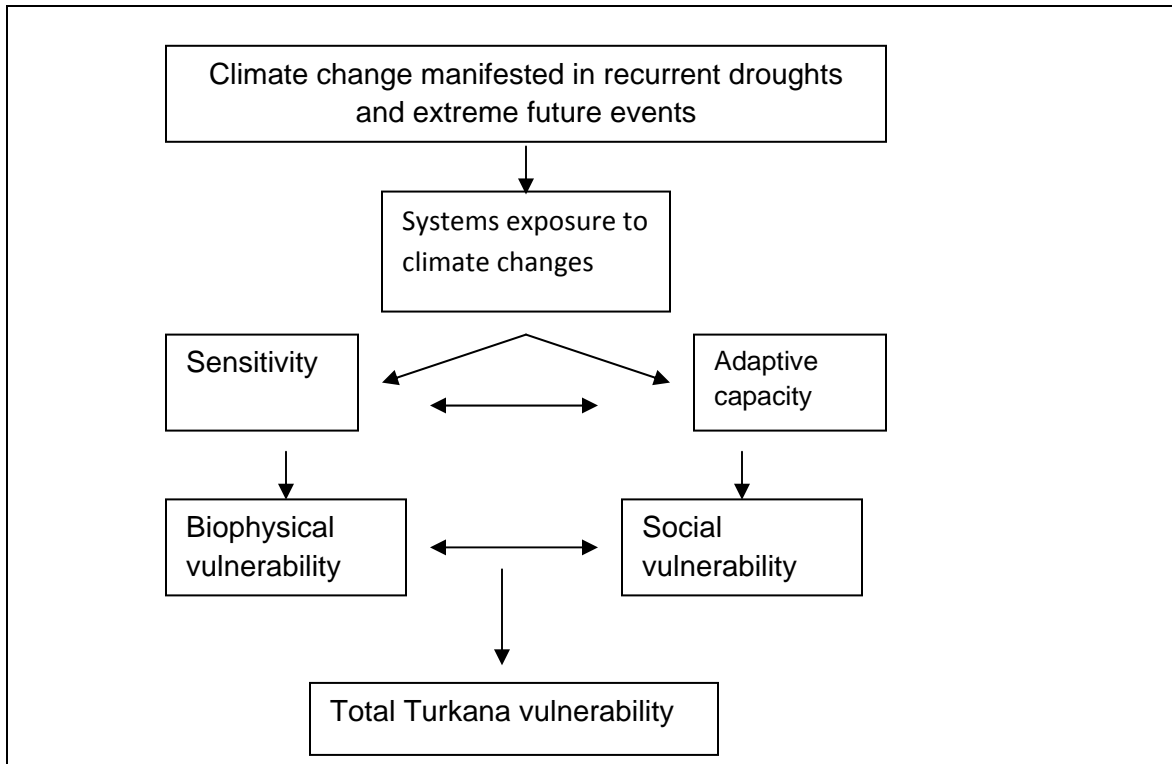 Climate change manifested in recurrent droughts
and extreme future events
Systems exposure to
climate changes
Sensitivity
Adaptive
capacity
Biophysical
vulnerability
Social
vulnerability
Total Turkana vulnerability